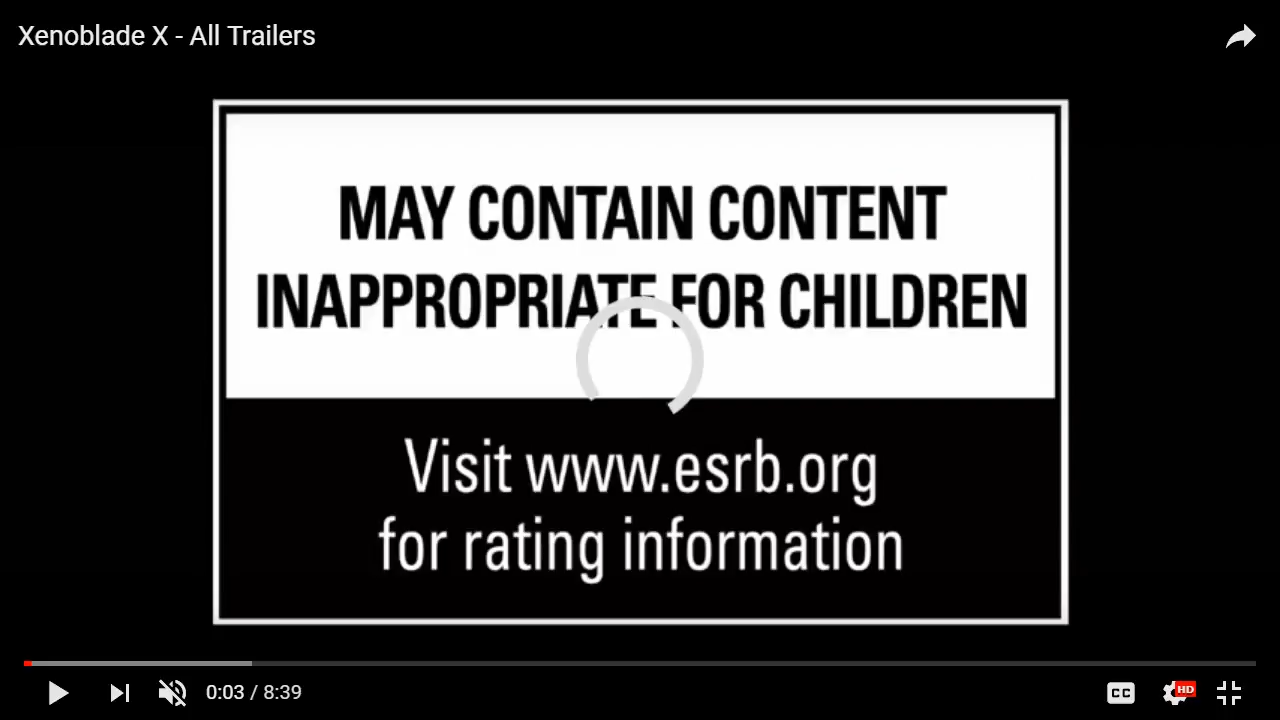 Xenoblade X - All Trailers
MAY CONTAIN CONTENT
INAPPROPRIATE FOR CHILDREN
Visit www.esrb.org
for rating information
0:03 / 8:39
CC
HD